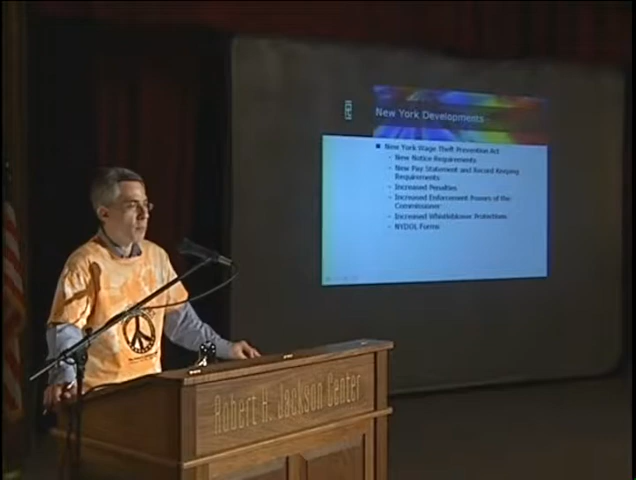 New York Developments
New York Wage Theft Prevention Act
- New Notice Requirements
- New Pay Statement and Record Keeping
Requirements
- Increased Penalties
- Increased Enforcement Powers of the
Commissioner
- Increased Whistleblower Protections
- NYDOL Forms
Robert H. Jackson Center